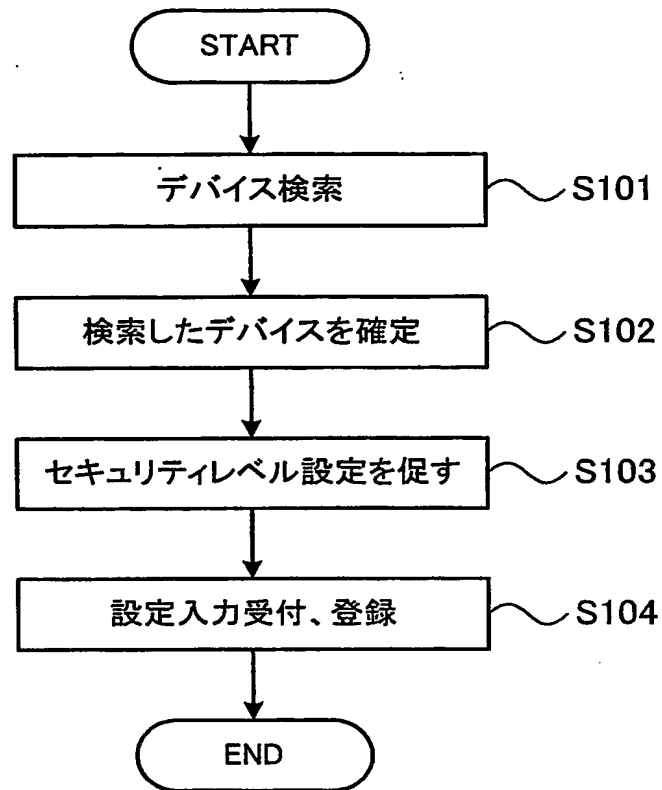 START
デバイス検索
S101
検索したデバイスを確定
S102
セキュリティレベル設定を促す
S103
設定入力受付、登録
S104
END